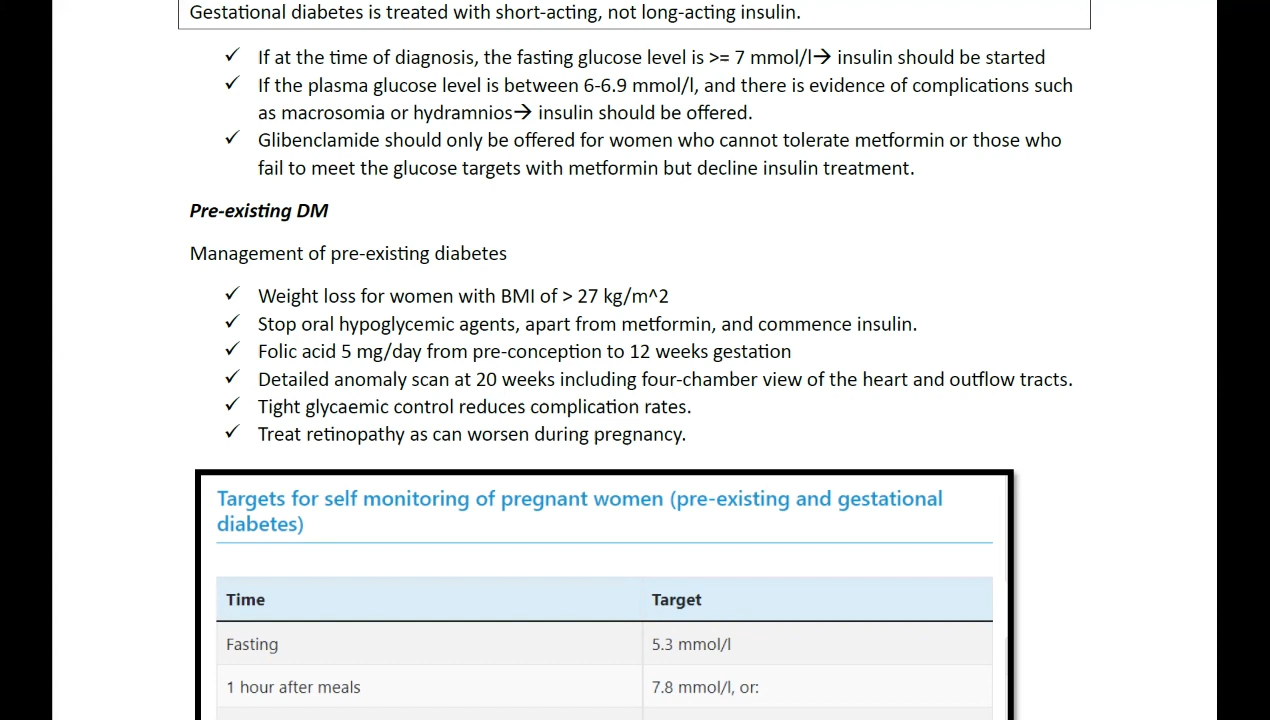 Gestational diabetes is treated with short-acting, not long-acting insulin.
✓ If at the time of diagnosis, the fasting glucose level is >= 7 mmol/l→ insulin should be started
✓ If the plasma glucose level is between 6-6.9 mmol/l, and there is evidence of complications such
as macrosomia or hydramnios→ insulin should be offered.
✓ Glibenclamide should only be offered for women who cannot tolerate metformin or those who
fail to meet the glucose targets with metformin but decline insulin treatment.
Pre-existing DM
Management of pre-existing diabetes
✓ Weight loss for women with BMI of > 27 kg/m^2
✓ Stop oral hypoglycemic agents, apart from metformin, and commence insulin.
✓ Folic acid 5 mg/day from pre-conception to 12 weeks gestation
✓ Detailed anomaly scan at 20 weeks including four-chamber view of the heart and outflow tracts.
✓ Tight glycaemic control reduces complication rates.
✓ Treat retinopathy as can worsen during pregnancy.
Targets for self monitoring of pregnant women (pre-existing and gestational
diabetes)
Time Target
Fasting 5.3 mmol/l
1 hour after meals 7.8 mmol/l, or: